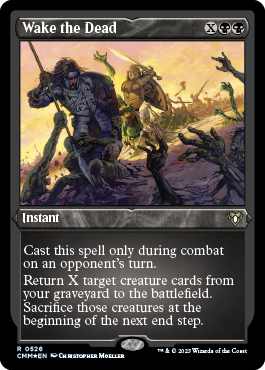 Wake the Dead X
Instant
Cast this spell only during combat
on an opponent's turn.
Return X target creature cards from
your graveyard to the battlefield.
Sacrifice those creatures at the
beginning of the next end step.
R 0526
CMM★EN Christopher Moeller
™ & © 2023 Wizards of the Coast